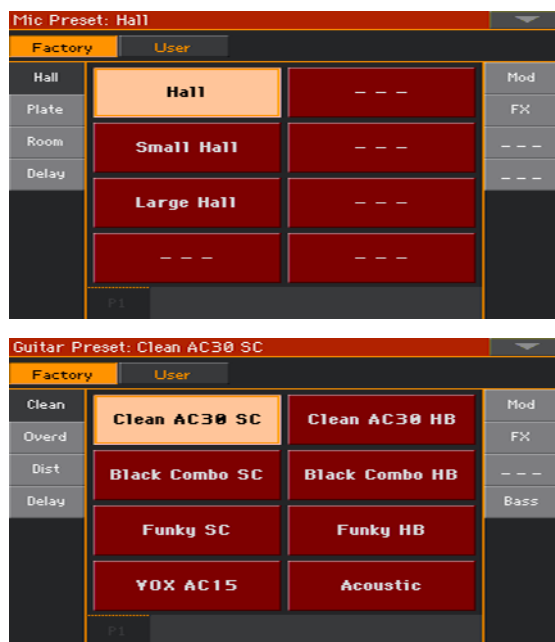 Mic Preset: Hall
Factory User
Hall Hall - - - Mod
Plate FX
Room Small Hall - - - - - -
Delay - - -
Large Hall - - -
- - - - - -
P1
Guitar Preset: Clean AC30 SC
Factory User
Clean Clean AC30 SC Clean AC30 HB Mod
Overd FX
Dist Black Combo SC Black Combo HB - - -
Delay Bass
Funky SC Funky HB
VOX AC15 Acoustic
P1